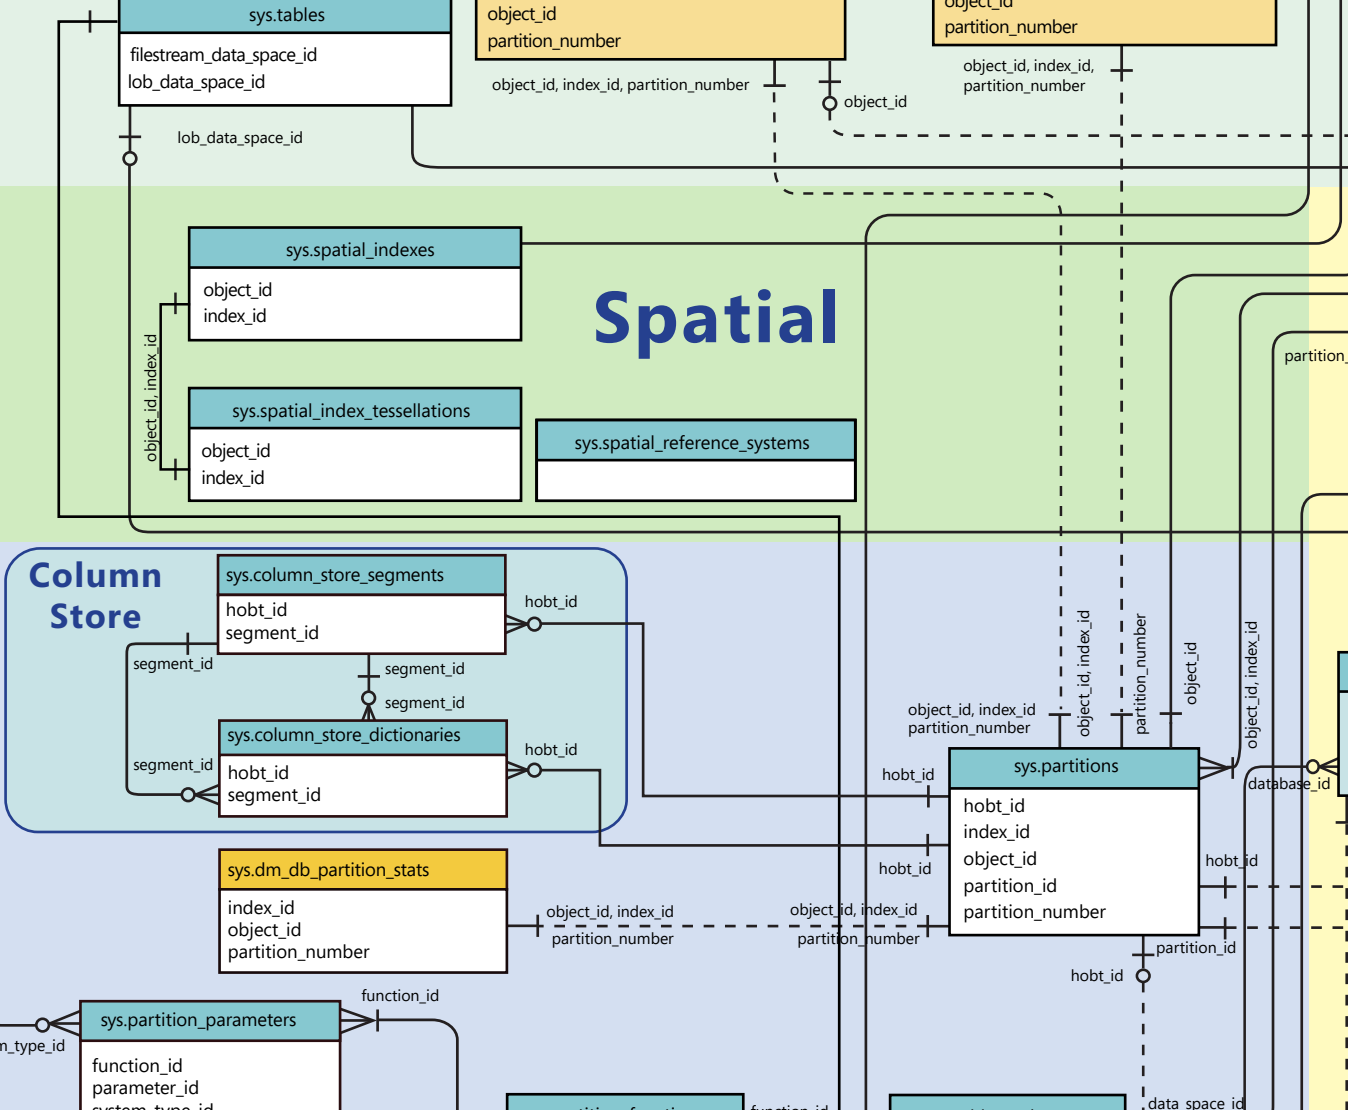 sys.tables
filestream_data_space_id
lob_data_space_id
lob_data_space_id
object_id
partition_number
object_id, index_id, partition_number
object_id
object_id
partition_number
object_id, index_id,
partition_number
sys.spatial_indexes
object_id
index_id
object_id, index_id
sys.spatial_index_tessellations
object_id
index_id
Spatial
sys.spatial_reference_systems
partition_
Column
Store
sys.column_store_segments
hobt_id
segment_id
hobt_id
segment_id
segment_id
segment_id
sys.column_store_dictionaries
hobt_id
segment_id
segment_id
hobt_id
sys.dm_db_partition_stats
index_id
object_id
partition_number
object_id, index_id
partition_number
object_id, index_id
partition_number
object_id, index_id
partition_number
object_id, index_id
partition_number
object_id
object_id, index_id
hobt_id
hobt_id
sys.partitions
hobt_id
index_id
object_id
partition_id
partition_number
database_id
hobt_id
partition_id
hobt_id
function_id
sys.partition_parameters
m_type_id
function_id
parameter_id
system_type_id
function_id
data_space_id